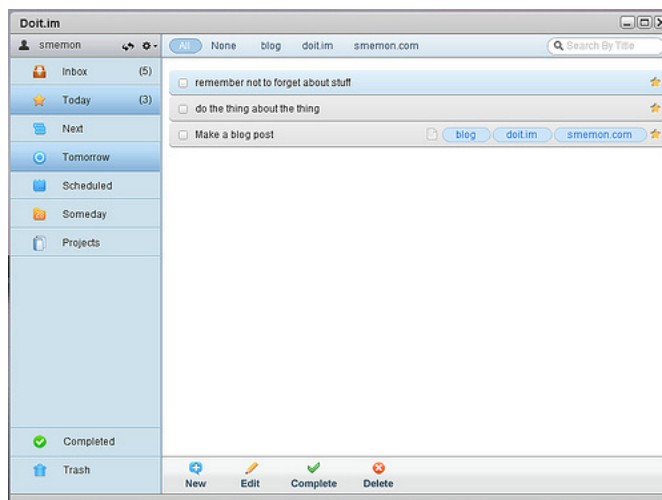 Doit.im
smemon
All None blog doit.im smemon.com Search By Title
Inbox (5)
Today (3)
Next
Tomorrow
Scheduled
Someday
Projects
Completed
Trash
remember not to forget about stuff
do the thing about the thing
Make a blog post blog doit.im smemon.com
New Edit Complete Delete